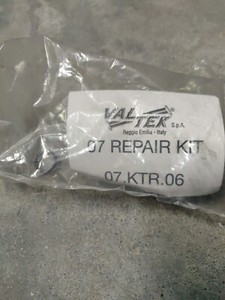 VALTEK S.p.A.
Reggio Emilia - Italy
07 REPAIR KIT
07.KTR.06